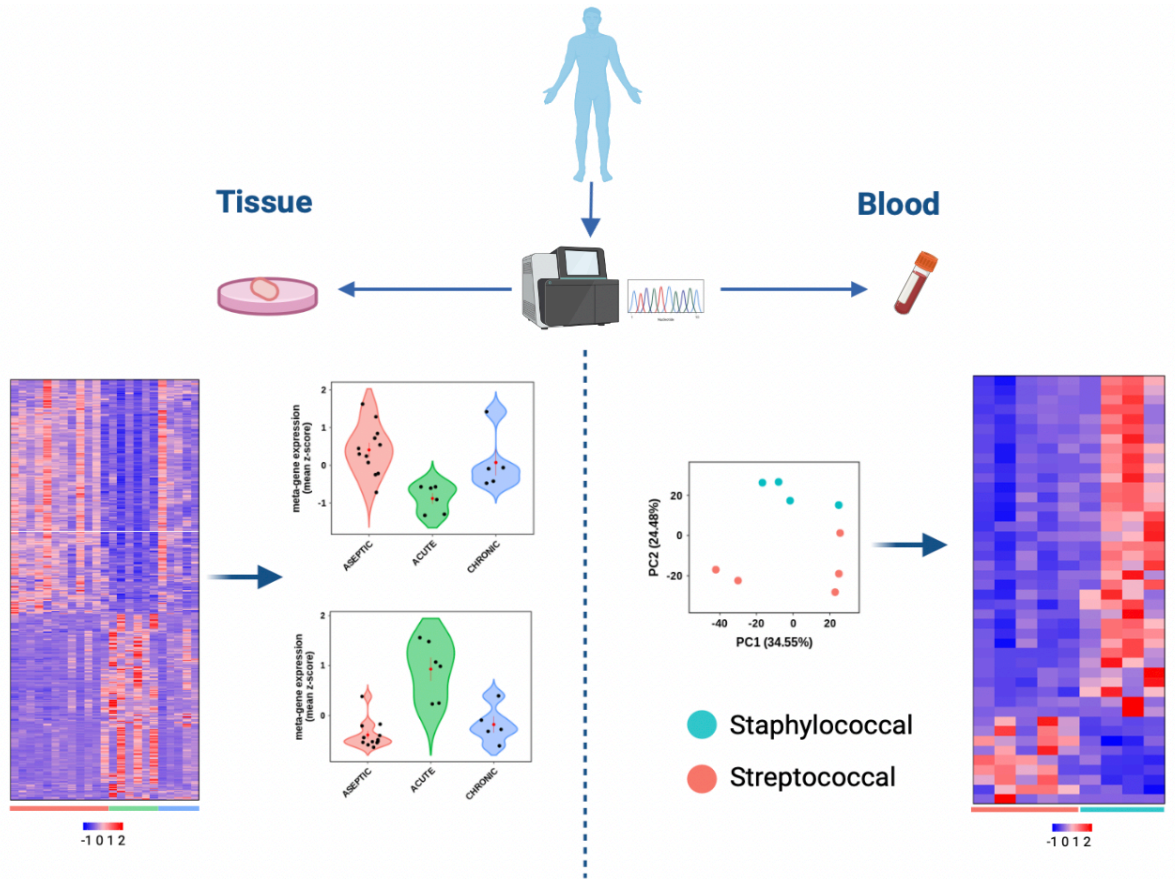 Tissue
Blood
2
1
0
-1
meta-gene expression
(mean z-score)
ASEPTIC
ACUTE
CHRONIC
2
1
0
meta-gene expression
(mean z-score)
ASEPTIC
ACUTE
CHRONIC
-1 0 1 2
20
0
-20
PC2 (24.48%)
-40
-20
0
20
PC1 (34.55%)
Staphylococcal
Streptococcal
-1 0 1 2